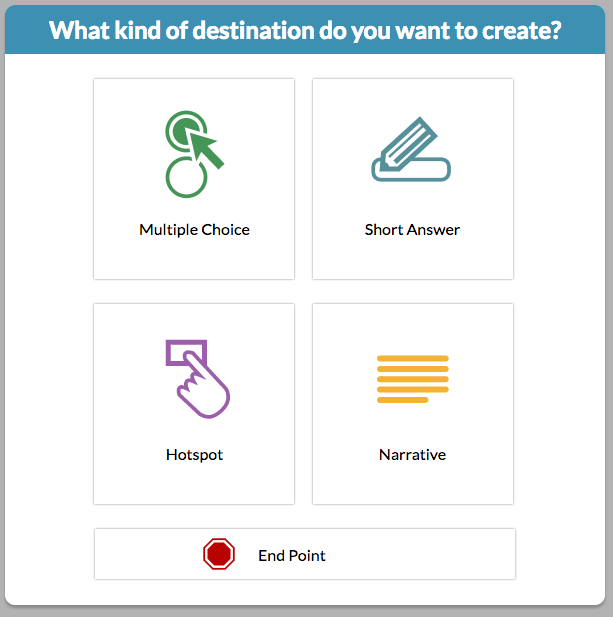 What kind of destination do you want to create?
Multiple Choice
Short Answer
Hotspot
Narrative
End Point